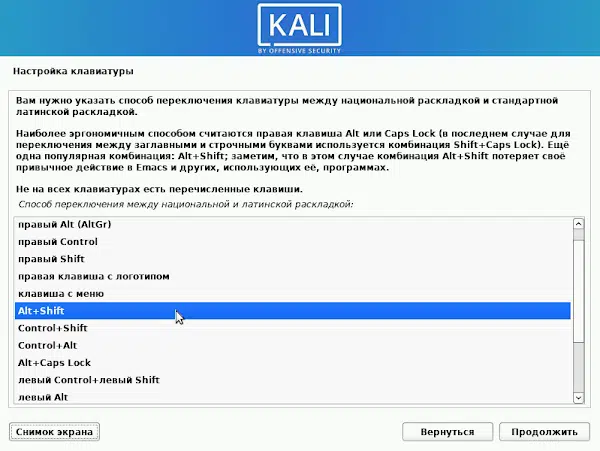 KALI
BY OFFENSIVE SECURITY
Настройка клавиатуры
Вам нужно указать способ переключения клавиатуры между национальной раскладкой и стандартной
латинской раскладкой.
Наиболее эргономичным способом считаются правая клавиша Alt или Caps Lock (в последнем случае для
переключения между заглавными и строчными буквами используется комбинация Shift+Caps Lock). Ещё
одна популярная комбинация: Alt+Shift; заметим, что в этом случае комбинация Alt+Shift потеряет своё
привычное действие в Emacs и других, использующих её, программах.
Не на всех клавиатурах есть перечисленные клавиши.
Способ переключения между национальной и латинской раскладкой:
правый Alt (AltGr)
правый Control
правый Shift
правая клавиша с логотипом
клавиша с меню
Alt+Shift
Control+Shift
Control+Alt
Alt+Caps Lock
левый Control+левый Shift
левый Alt
Снимок экрана
Вернуться
Продолжить